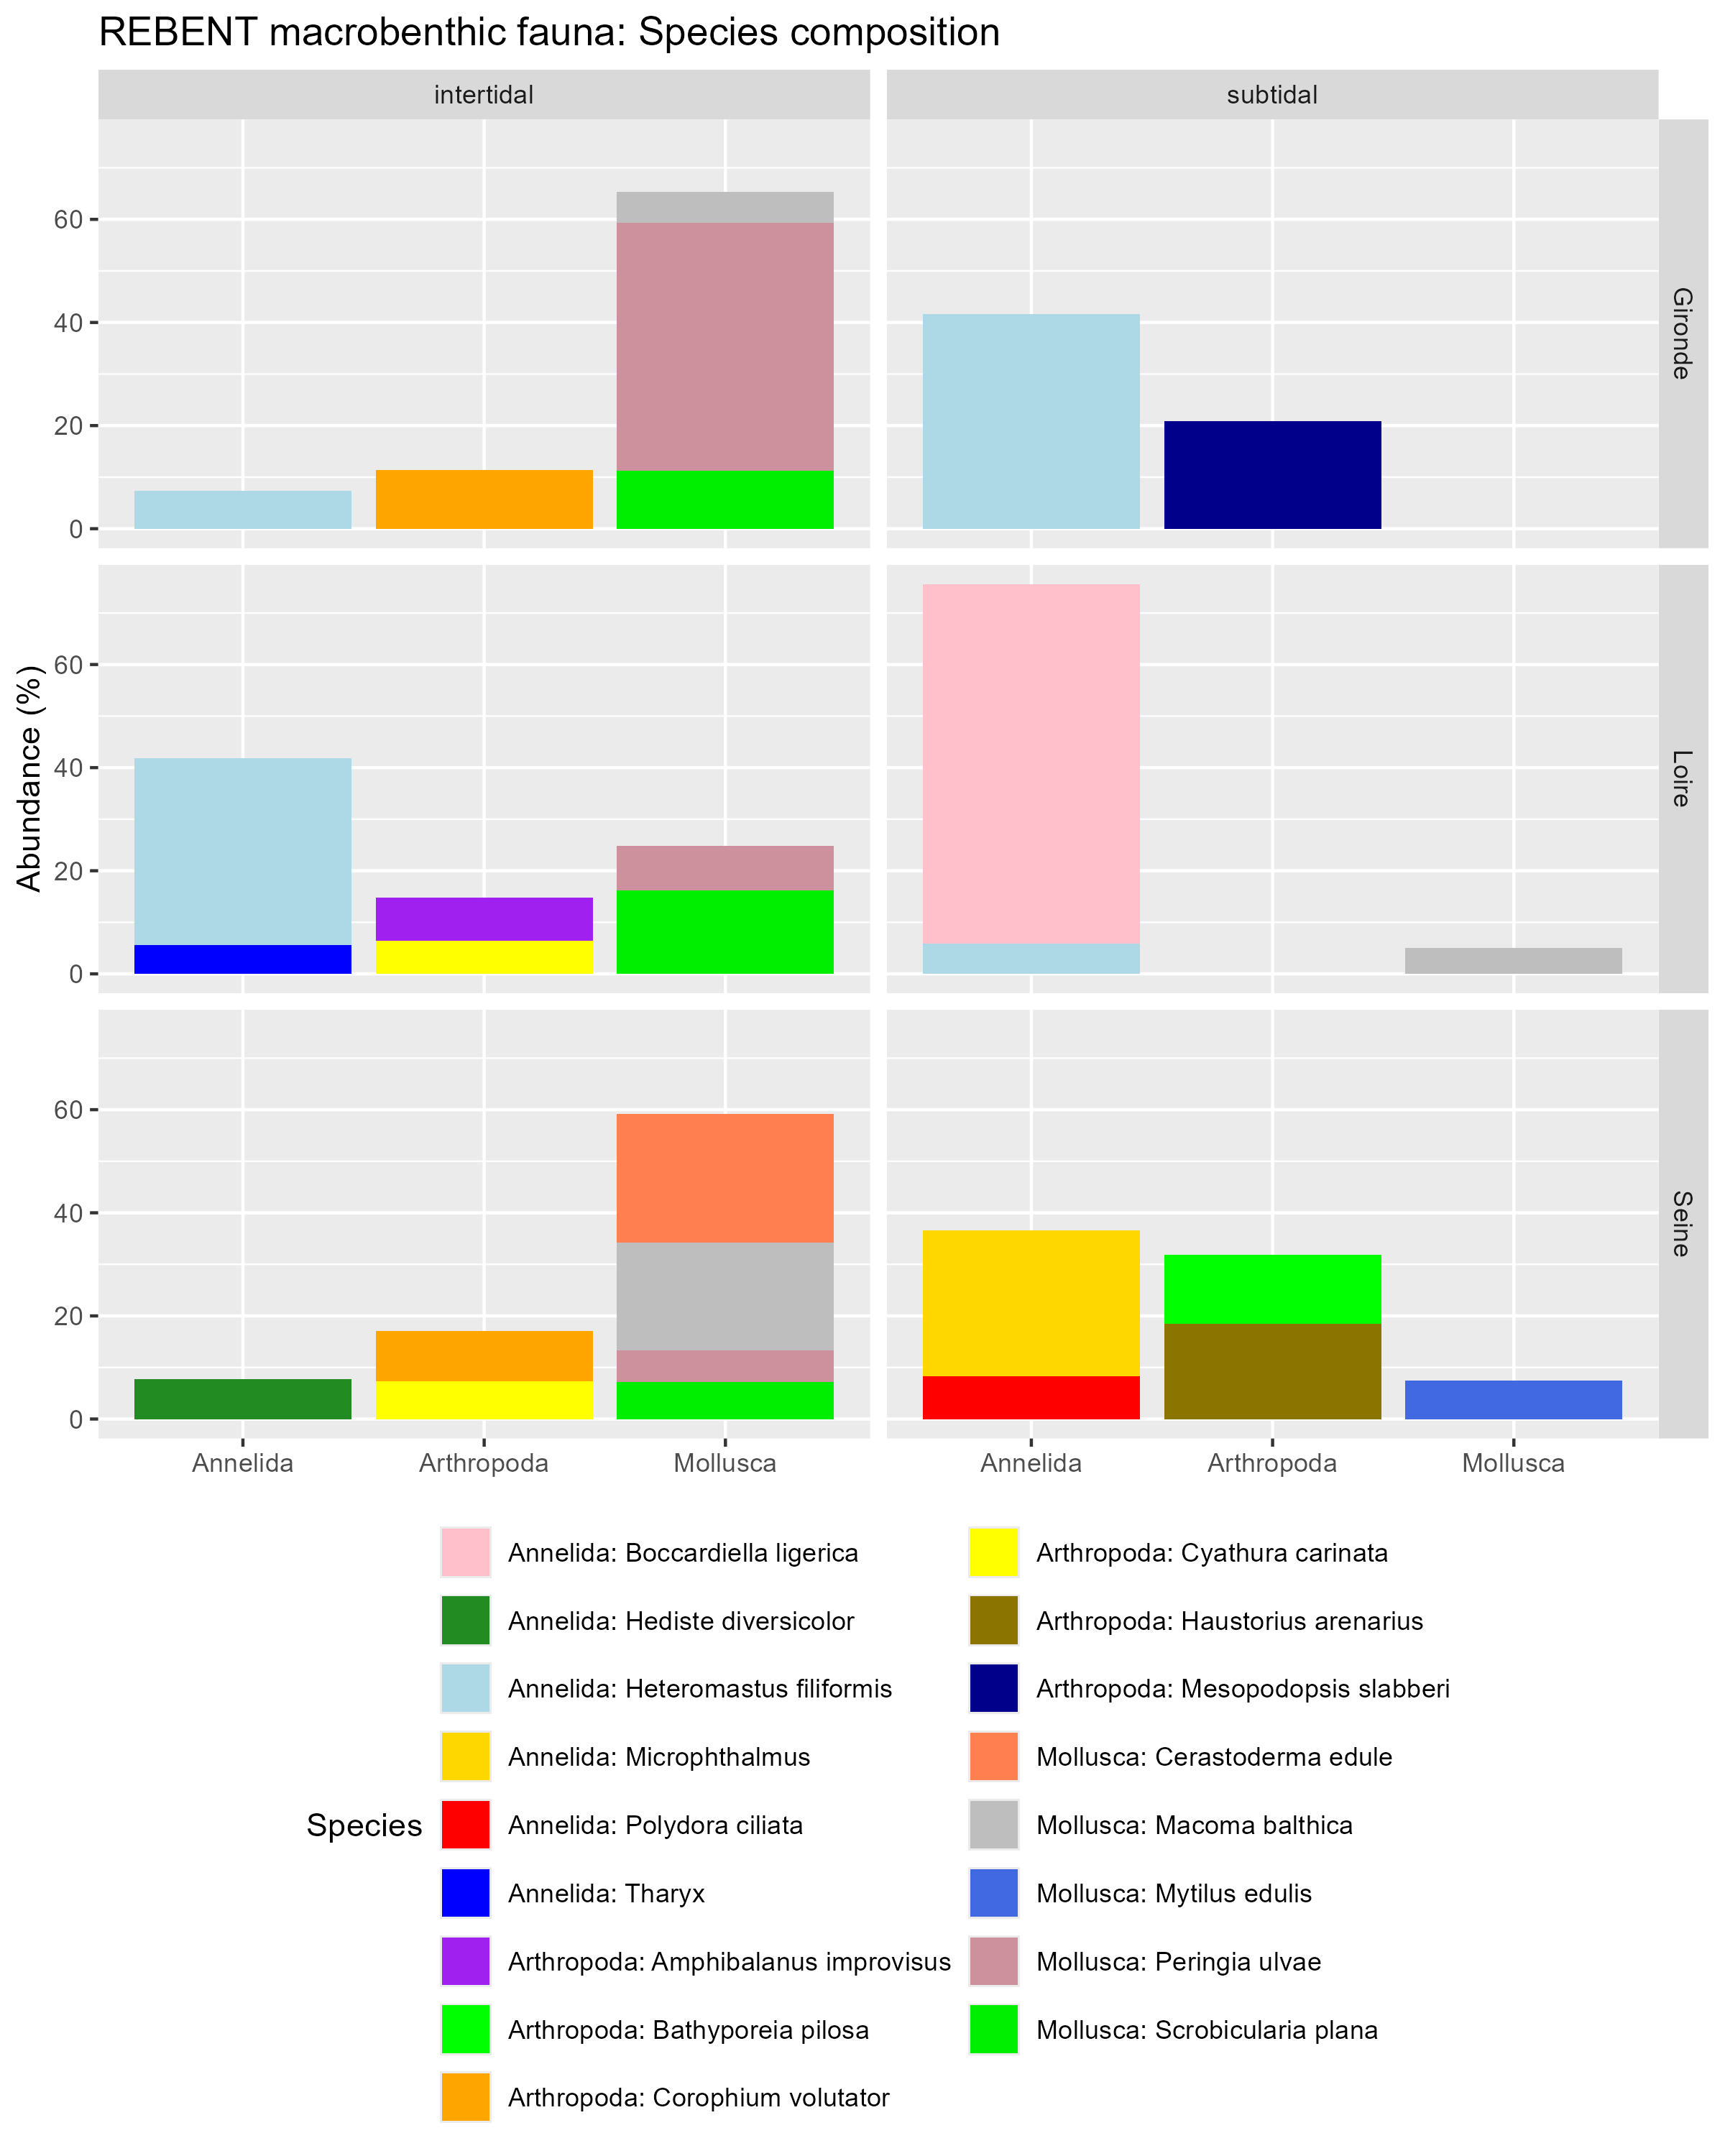 REBENT macrobenthic fauna: Species composition
intertidal
subtidal
60
40
20
0
Gironde
60
40
20
0
Loire
Abundance (%)
60
40
20
0
Seine
Annelida
Arthropoda
Mollusca
Annelida
Arthropoda
Mollusca
Species
Annelida: Boccardiella ligerica
Annelida: Hediste diversicolor
Annelida: Heteromastus filiformis
Annelida: Microphthalmus
Annelida: Polydora ciliata
Annelida: Tharyx
Arthropoda: Amphibalanus improvisus
Arthropoda: Bathyporeia pilosa
Arthropoda: Corophium volutator
Arthropoda: Cyathura carinata
Arthropoda: Haustorius arenarius
Arthropoda: Mesopodopsis slabberi
Mollusca: Cerastoderma edule
Mollusca: Macoma balthica
Mollusca: Mytilus edulis
Mollusca: Peringia ulvae
Mollusca: Scrobicularia plana